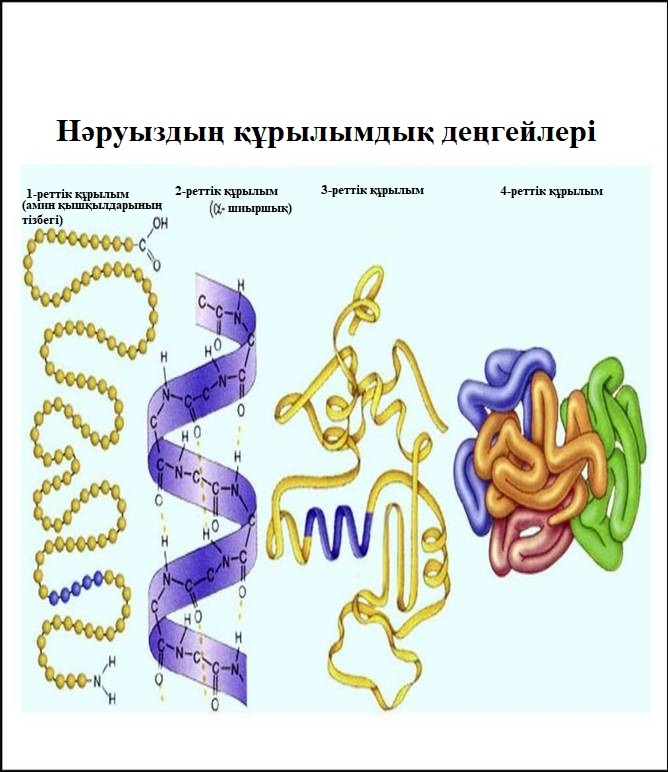 Нәруыздың құрылымдық деңгейлері
1-реттік құрылым
(амин қышқылдарының
тізбегі)
2-реттік құрылым
(α- шиыршық)
3-реттік құрылым
4-реттік құрылым
OH
C
O
H
N
H
H
C C N
O
H
C
H N C
N C C
O O
H
H
C N
N C C
O
H
C
H
C
N
N C C
O O
H
H
C
N C C N
O O